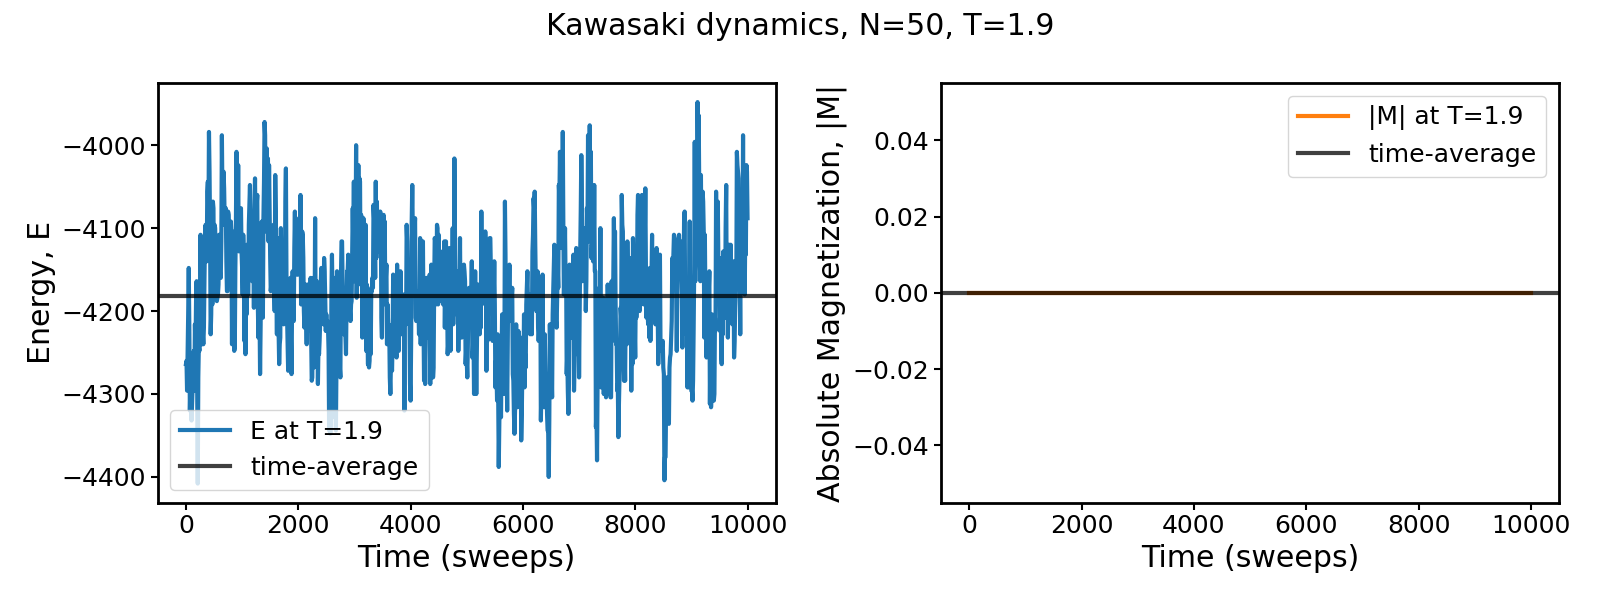 Kawasaki dynamics, N=50, T=1.9
Energy, E
−4000
−4100
−4200
−4300
−4400
E at T=1.9
time-average
0 2000 4000 6000 8000 10000
Time (sweeps)
Absolute Magnetization, |M|
0.04
0.02
0.00
−0.02
−0.04
|M| at T=1.9
time-average
0 2000 4000 6000 8000 10000
Time (sweeps)